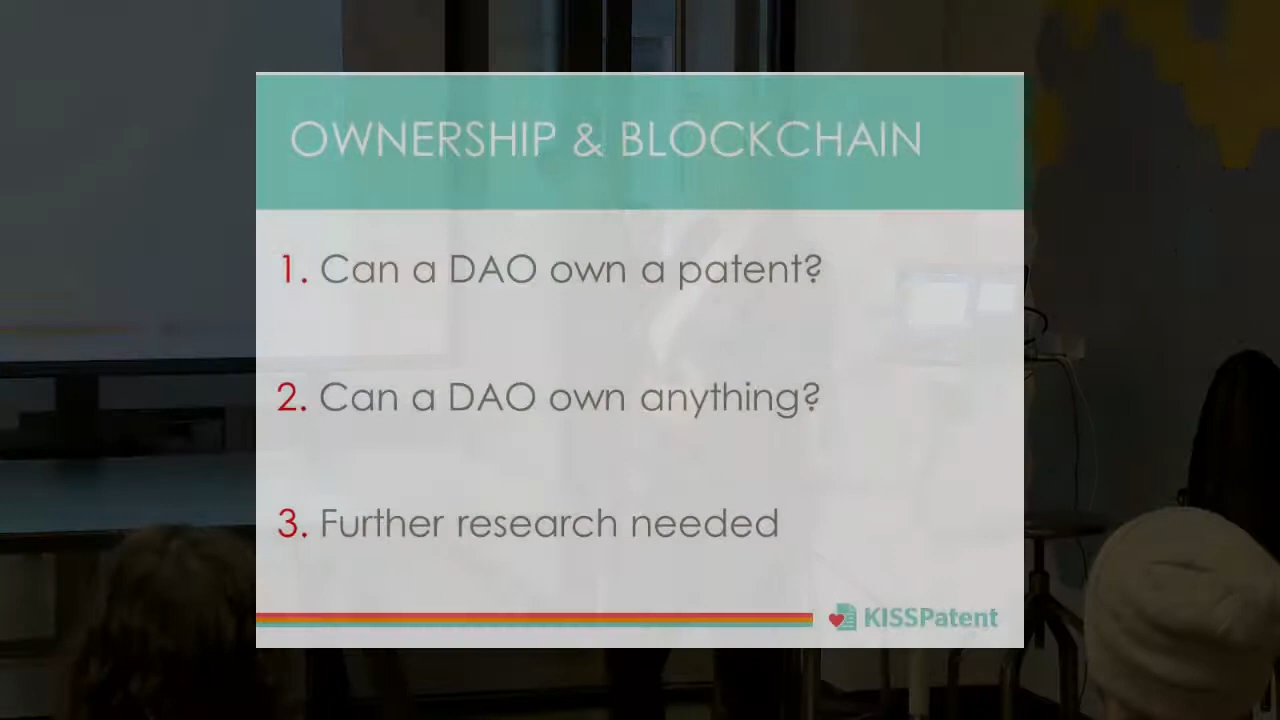 OWNERSHIP & BLOCKCHAIN
1. Can a DAO own a patent?
2. Can a DAO own anything?
3. Further research needed
KISSPatent